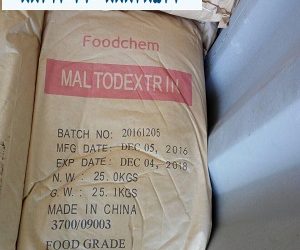 Foodchem
MALTODEXTRIN
BATCH NO: 20161205
MFG DATE: DEC 05, 2016
EXP DATE: DEC 04, 2018
N.W: 25.0KGS
G.W: 25.1KGS
MADE IN CHINA
3700/09003
FOOD GRADE